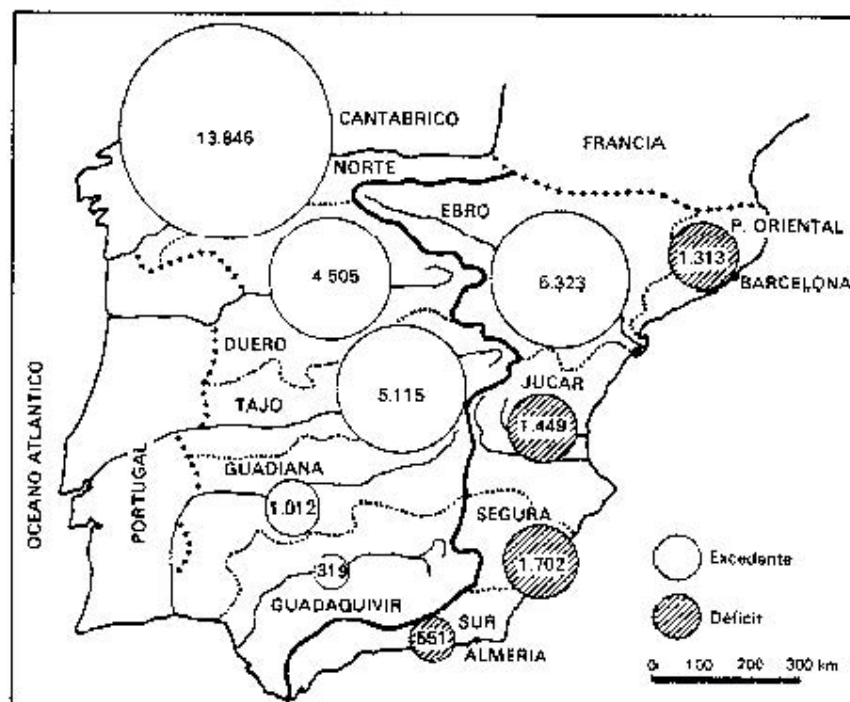 CANTABRICO
13.846
FRANCIA
NORTE
EBRO
P. ORIENTAL
1.313
BARCELONA
4.505
6.323
DUERO
JUCAR
TAJO
5.115
1.449
OCEANO ATLANTICO
PORTUGAL
GUADIANA
1.012
SEGURA
1.702
Excedente
319
GUADAQUIVIR
SUR
551
ALMERIA
Déficit
0 100 200 300 km